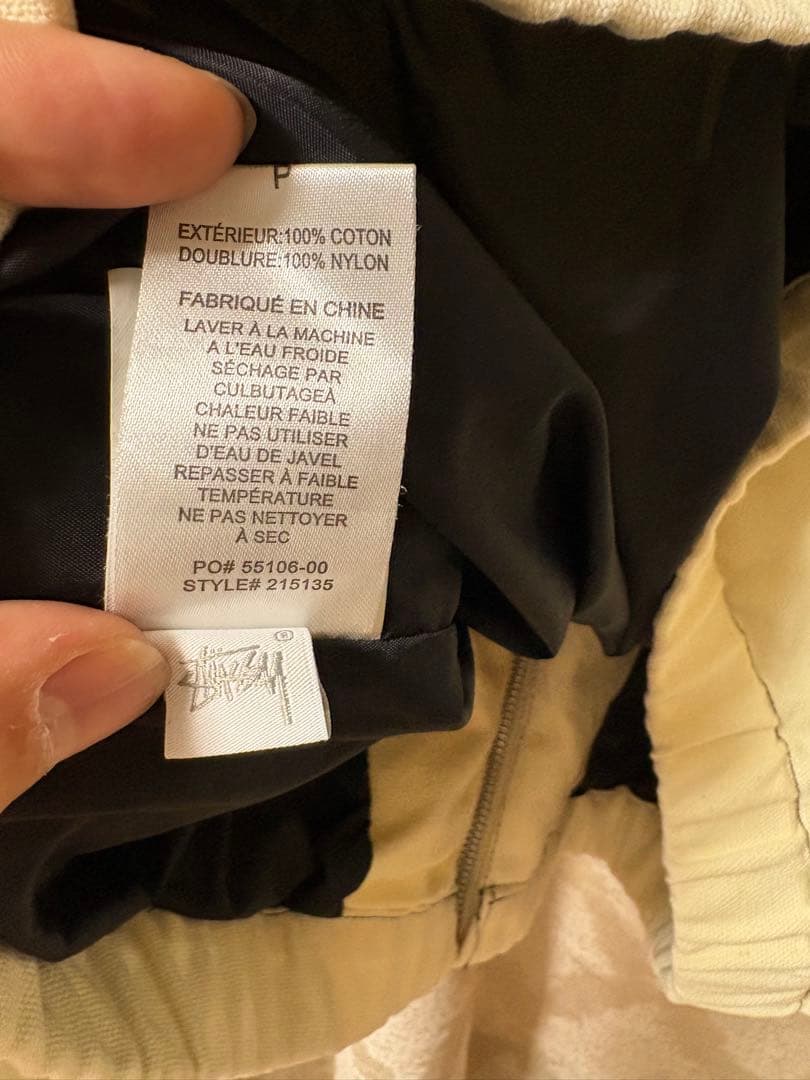 P
EXTÉRIEUR:100% COTON
DOUBLURE:100% NYLON
FABRIQUÉ EN CHINE
LAVER À LA MACHINE
A L'EAU FROIDE
SÉCHAGE PAR
CULBUTAGEÀ
CHALEUR FAIBLE
NE PAS UTILISER
D'EAU DE JAVEL
REPASSER À FAIBLE
TEMPÉRATURE
NE PAS NETTOYER
À SEC
PO# 55106-00
STYLE# 215135
STÜSSY ®